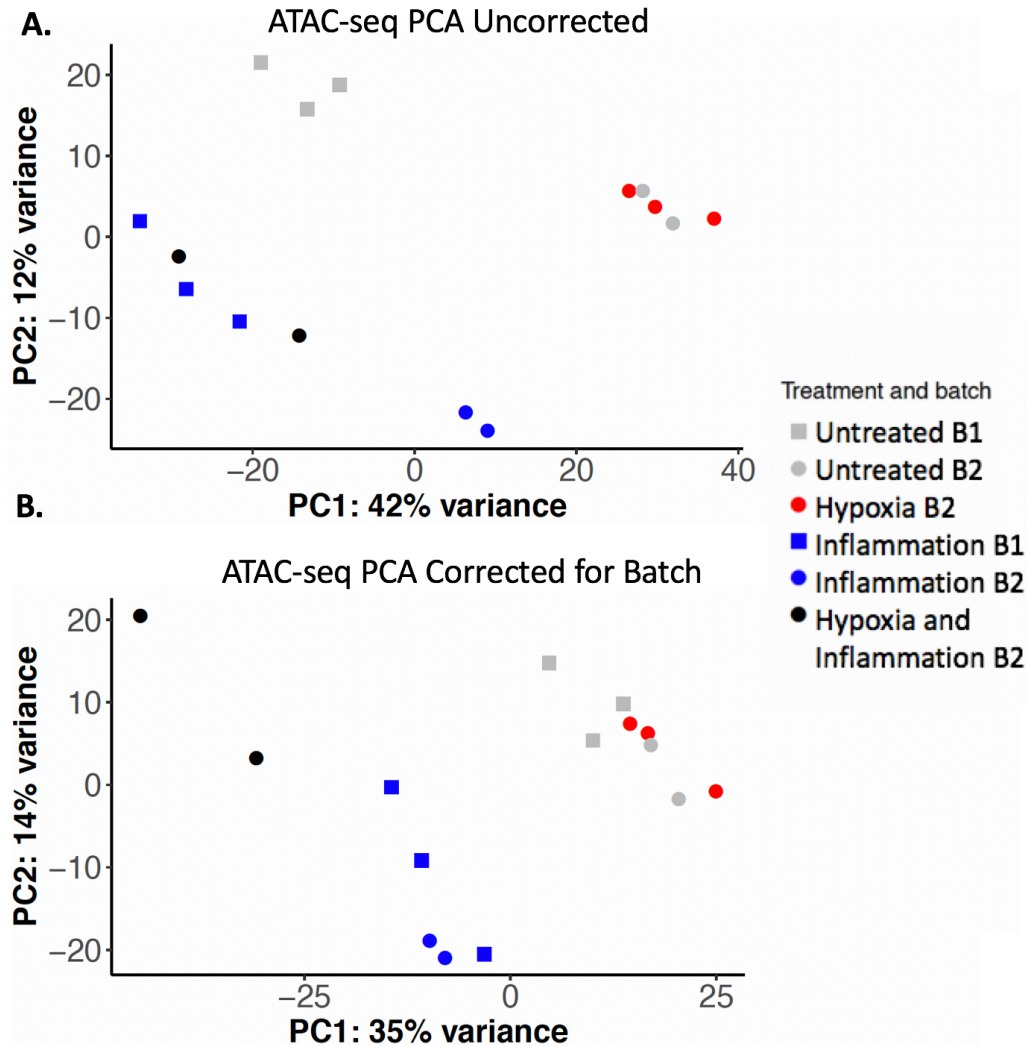 A.
ATAC-seq PCA Uncorrected
PC2: 12% variance
20
10
0
−10
−20
−20
0
20
40
PC1: 42% variance
Treatment and batch
Untreated B1
Untreated B2
Hypoxia B2
Inflammation B1
Inflammation B2
Hypoxia and
Inflammation B2
B.
ATAC-seq PCA Corrected for Batch
PC2: 14% variance
20
10
0
−10
−20
−25
0
25
PC1: 35% variance